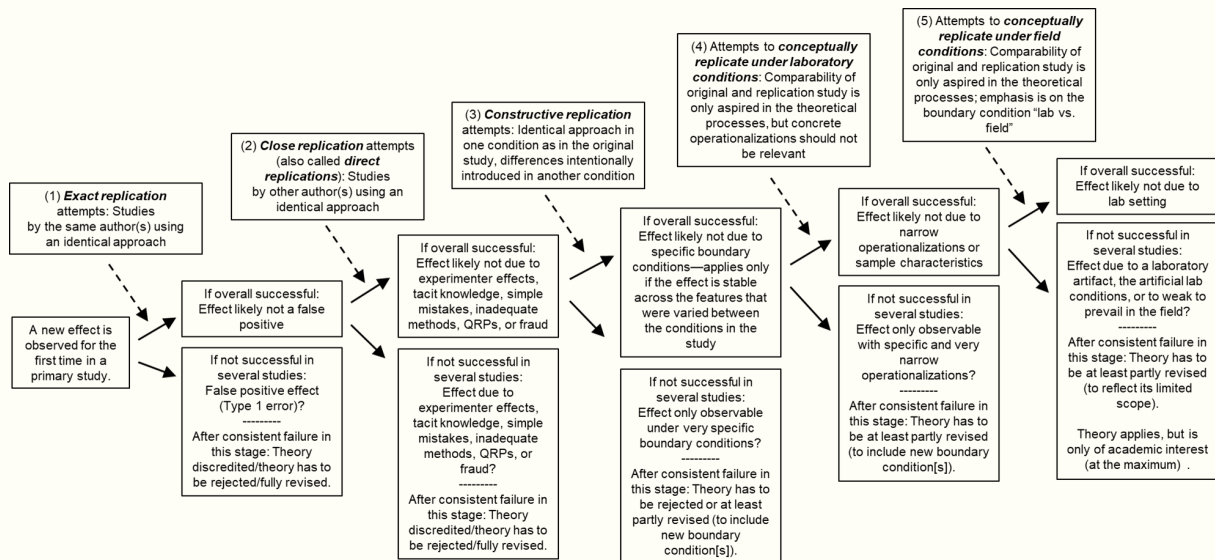 A new effect is
observed for the
first time in a
primary study.
(1) Exact replication
attempts: Studies
by the same author(s) using
an identical approach
If overall successful:
Effect likely not a false
positive
If not successful in
several studies:
False positive effect
(Type 1 error)?
---------
After consistent failure in
this stage: Theory
discredited/theory has to
be rejected/fully revised.
(2) Close replication attempts
(also called direct
replications): Studies
by other author(s) using an
identical approach
If overall successful:
Effect likely not due to
experimenter effects,
tacit knowledge, simple
mistakes, inadequate
methods, QRPs, or fraud
If not successful in
several studies:
Effect due to
experimenter effects,
tacit knowledge, simple
mistakes, inadequate
methods, QRPs, or
fraud?
---------
After consistent failure in
this stage: Theory
discredited/theory has to
be rejected/fully revised.
(3) Constructive replication
attempts: Identical approach in
one condition as in the original
study, differences intentionally
introduced in another condition
If overall successful:
Effect likely not due to
specific boundary
conditions—applies only
if the effect is stable
across the features that
were varied between
the conditions in the
study
If not successful in
several studies:
Effect only observable
under very specific
boundary conditions?
---------
After consistent failure in
this stage: Theory has to
be rejected or at least
partly revised (to include
new boundary
condition[s]).
(4) Attempts to conceptually
replicate under laboratory
conditions: Comparability of
original and replication study is
only aspired in the theoretical
processes, but concrete
operationalizations should not
be relevant
If overall successful:
Effect likely not due to
narrow
operationalizations or
sample characteristics
If not successful in
several studies:
Effect only observable
with specific and very
narrow
operationalizations?
---------
After consistent failure in
this stage: Theory has to
be at least partly revised
(to include new boundary
condition[s]).
(5) Attempts to conceptually
replicate under field
conditions: Comparability of
original and replication study is
only aspired in the theoretical
processes; emphasis is on the
boundary condition “lab vs.
field”
If overall successful:
Effect likely not due to
lab setting
If not successful in
several studies:
Effect due to a laboratory
artifact, the artificial lab
conditions, or to weak to
prevail in the field?
---------
After consistent failure in
this stage: Theory has to
be at least partly revised
(to reflect its limited
scope).
Theory applies, but is
only of academic interest
(at the maximum) .